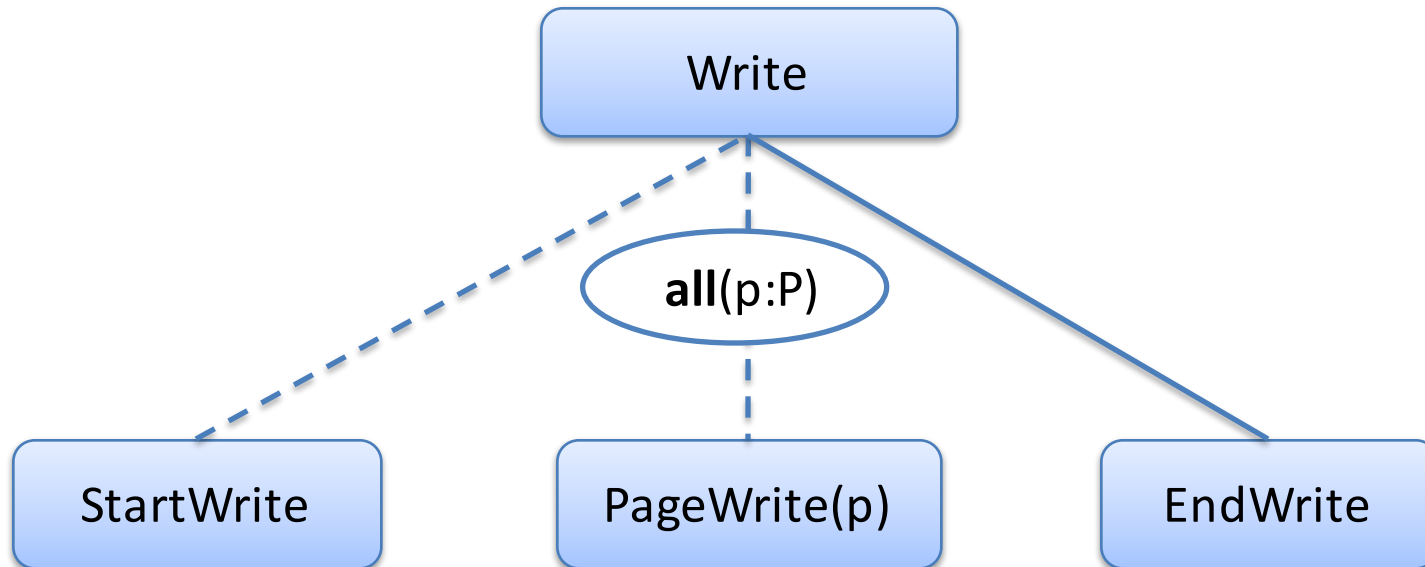 Write
all(p:P)
StartWrite
PageWrite(p)
EndWrite